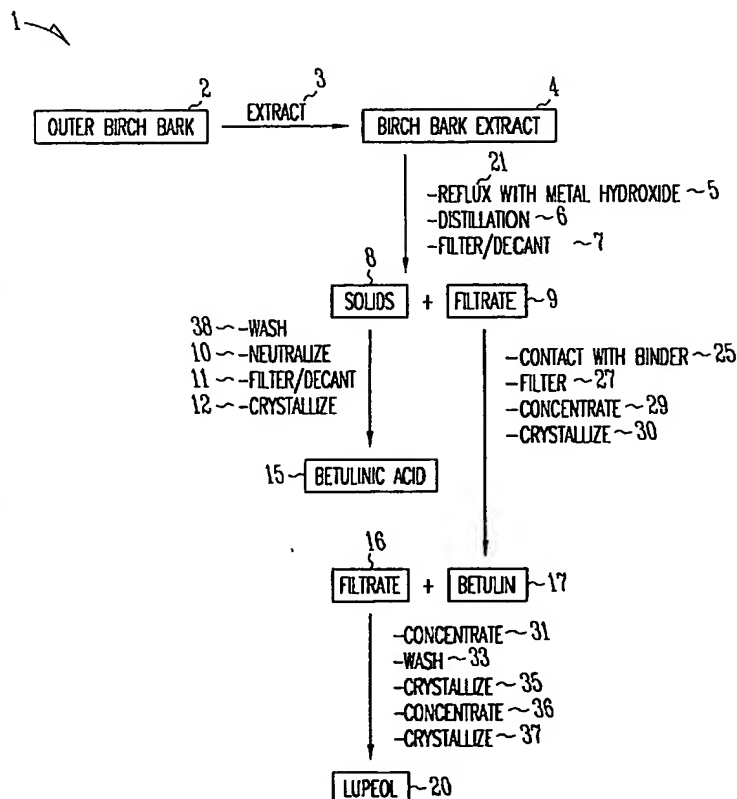 1
2
3
4
OUTER BIRCH BARK
EXTRACT
BIRCH BARK EXTRACT
21
-REFLUX WITH METAL HYDROXIDE ~ 5
-DISTILLATION ~ 6
-FILTER/DECANT ~ 7
8
SOLIDS + FILTRATE ~ 9
38 ~ -WASH
10 ~ -NEUTRALIZE
11 ~ -FILTER/DECANT
12 ~ -CRYSTALLIZE
-CONTACT WITH BINDER ~ 25
-FILTER ~ 27
-CONCENTRATE ~ 29
-CRYSTALLIZE ~ 30
15 ~ BETULINIC ACID
16
FILTRATE + BETULIN ~ 17
-CONCENTRATE ~ 31
-WASH ~ 33
-CRYSTALLIZE ~ 35
-CONCENTRATE ~ 36
-CRYSTALLIZE ~ 37
LUPEOL ~ 20